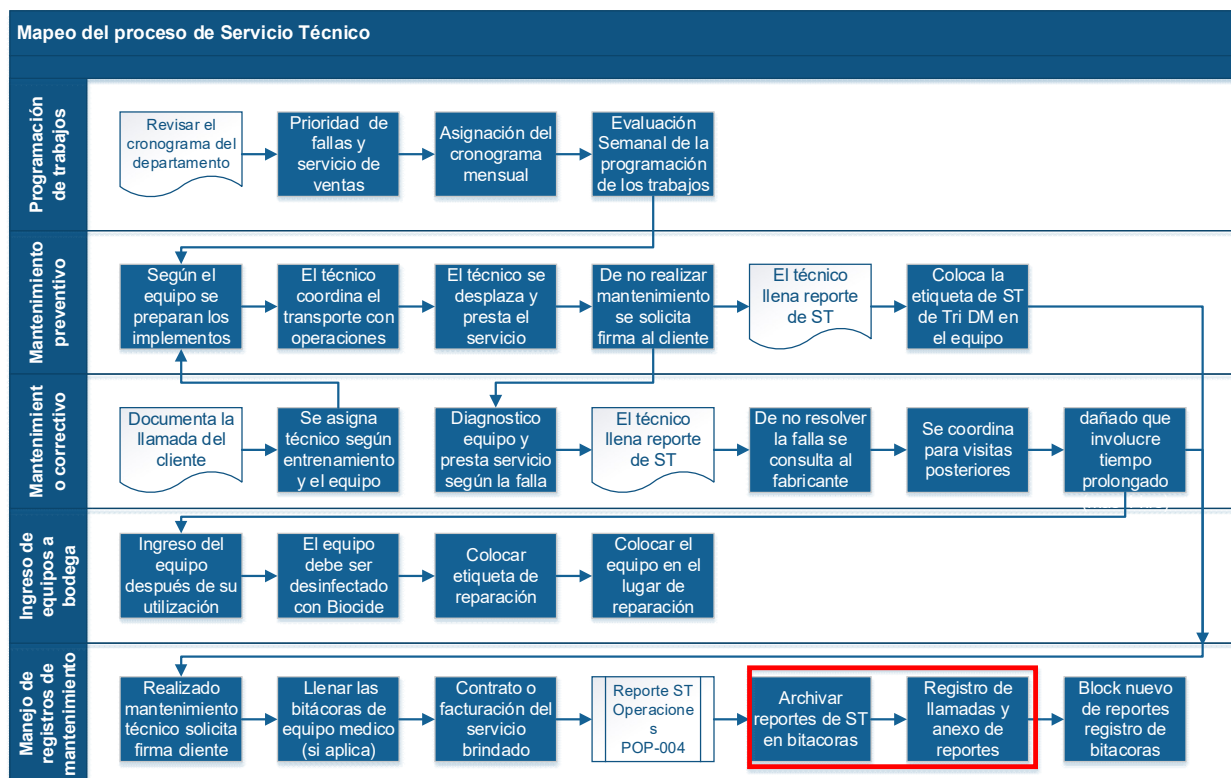 Mapeo del proceso de Servicio Técnico
Programación
de trabajos
Revisar el
cronograma del
departamento
Prioridad de
fallas y
servicio de
ventas
Asignación del
cronograma
mensual
Evaluación
Semanal de la
programación
de los trabajos
Mantenimiento
preventivo
Según el
equipo se
preparan los
implementos
El técnico
coordina el
transporte con
operaciones
El técnico se
desplaza y
presta el
servicio
De no realizar
mantenimiento
se solicita
firma al cliente
El técnico
llena reporte
de ST
Coloca la
etiqueta de ST
de Tri DM en
el equipo
Mantenimient
o correctivo
Documenta la
llamada del
cliente
Se asigna
técnico según
entrenamiento
y el equipo
Diagnostico
equipo y
presta servicio
según la falla
El técnico
llena reporte
de ST
De no resolver
la falla se
consulta al
fabricante
Se coordina
para visitas
posteriores
dañado que
involucre
tiempo
prolongado
Ingreso de
equipos a
bodega
Ingreso del
equipo
después de su
utilización
El equipo
debe ser
desinfectado
con Biocide
Colocar
etiqueta de
reparación
Colocar el
equipo en el
lugar de
reparación
Manejo de
registros de
mantenimiento
Realizado
mantenimiento
técnico solicita
firma cliente
Llenar las
bitácoras de
equipo medico
(si aplica)
Contrato o
facturación del
servicio
brindado
Reporte ST
Operacione
s
POP-004
Archivar
reportes de ST
en bitacoras
Registro de
llamadas y
anexo de
reportes
Block nuevo
de reportes
registro de
bitacoras